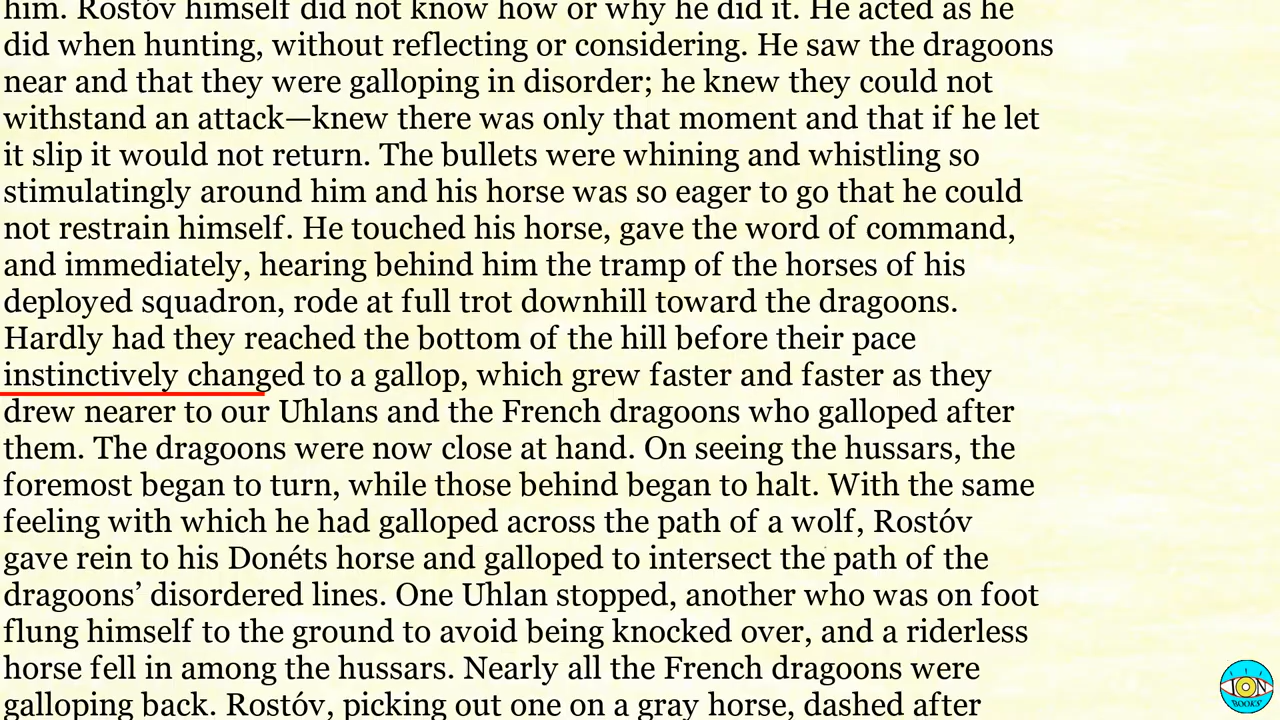 him. Rostóv himself did not know how or why he did it. He acted as he
did when hunting, without reflecting or considering. He saw the dragoons
near and that they were galloping in disorder; he knew they could not
withstand an attack—knew there was only that moment and that if he let
it slip it would not return. The bullets were whining and whistling so
stimulatingly around him and his horse was so eager to go that he could
not restrain himself. He touched his horse, gave the word of command,
and immediately, hearing behind him the tramp of the horses of his
deployed squadron, rode at full trot downhill toward the dragoons.
Hardly had they reached the bottom of the hill before their pace
instinctively changed to a gallop, which grew faster and faster as they
drew nearer to our Uhlans and the French dragoons who galloped after
them. The dragoons were now close at hand. On seeing the hussars, the
foremost began to turn, while those behind began to halt. With the same
feeling with which he had galloped across the path of a wolf, Rostóv
gave rein to his Donéts horse and galloped to intersect the path of the
dragoons’ disordered lines. One Uhlan stopped, another who was on foot
flung himself to the ground to avoid being knocked over, and a riderless
horse fell in among the hussars. Nearly all the French dragoons were
galloping back. Rostóv, picking out one on a gray horse, dashed after
ION
BOOKS